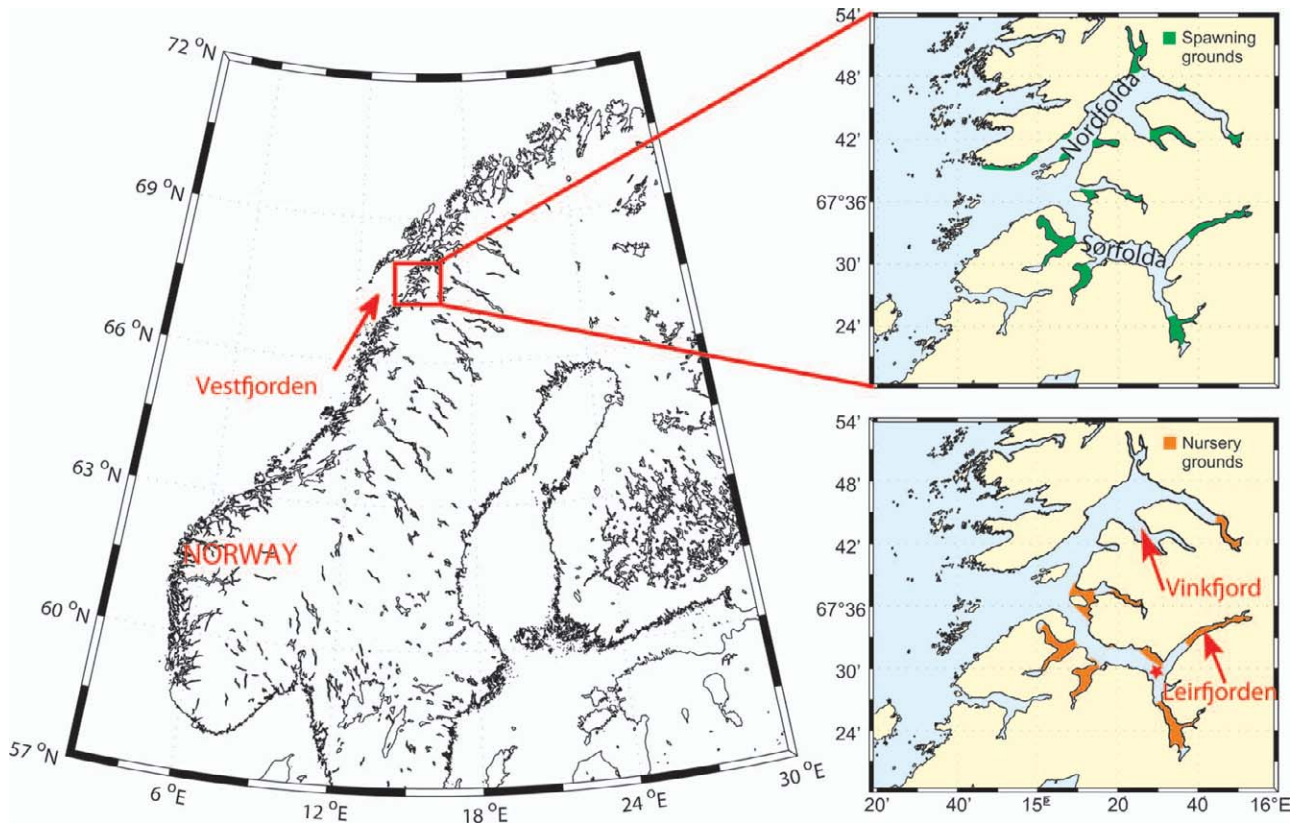 72 °N
69 °N
66 °N
63 °N
60 °N
57 °N
6 °E
12 °E
18 °E
24 °E
30 °E
Vestfjorden
NORWAY
54'
48'
42'
67°36'
30'
24'
Spawning
grounds
Nordfolda
Sørfolda
54'
48'
42'
67°36'
30'
24'
Nursery
grounds
Vinkfjord
Leirfjorden
20'
40'
15E
20
40'
16°E